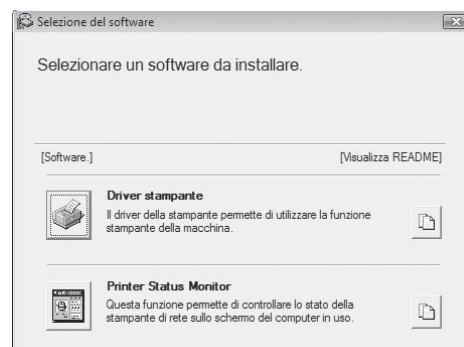 Selezione del software
Selezionare un software da installare.
[Software.] [Visualizza README]
Driver stampante
Il driver della stampante permette di utilizzare la funzione
stampante della macchina.
Printer Status Monitor
Questa funzione permette di controllare lo stato della
stampante di rete sullo schermo del computer in uso.